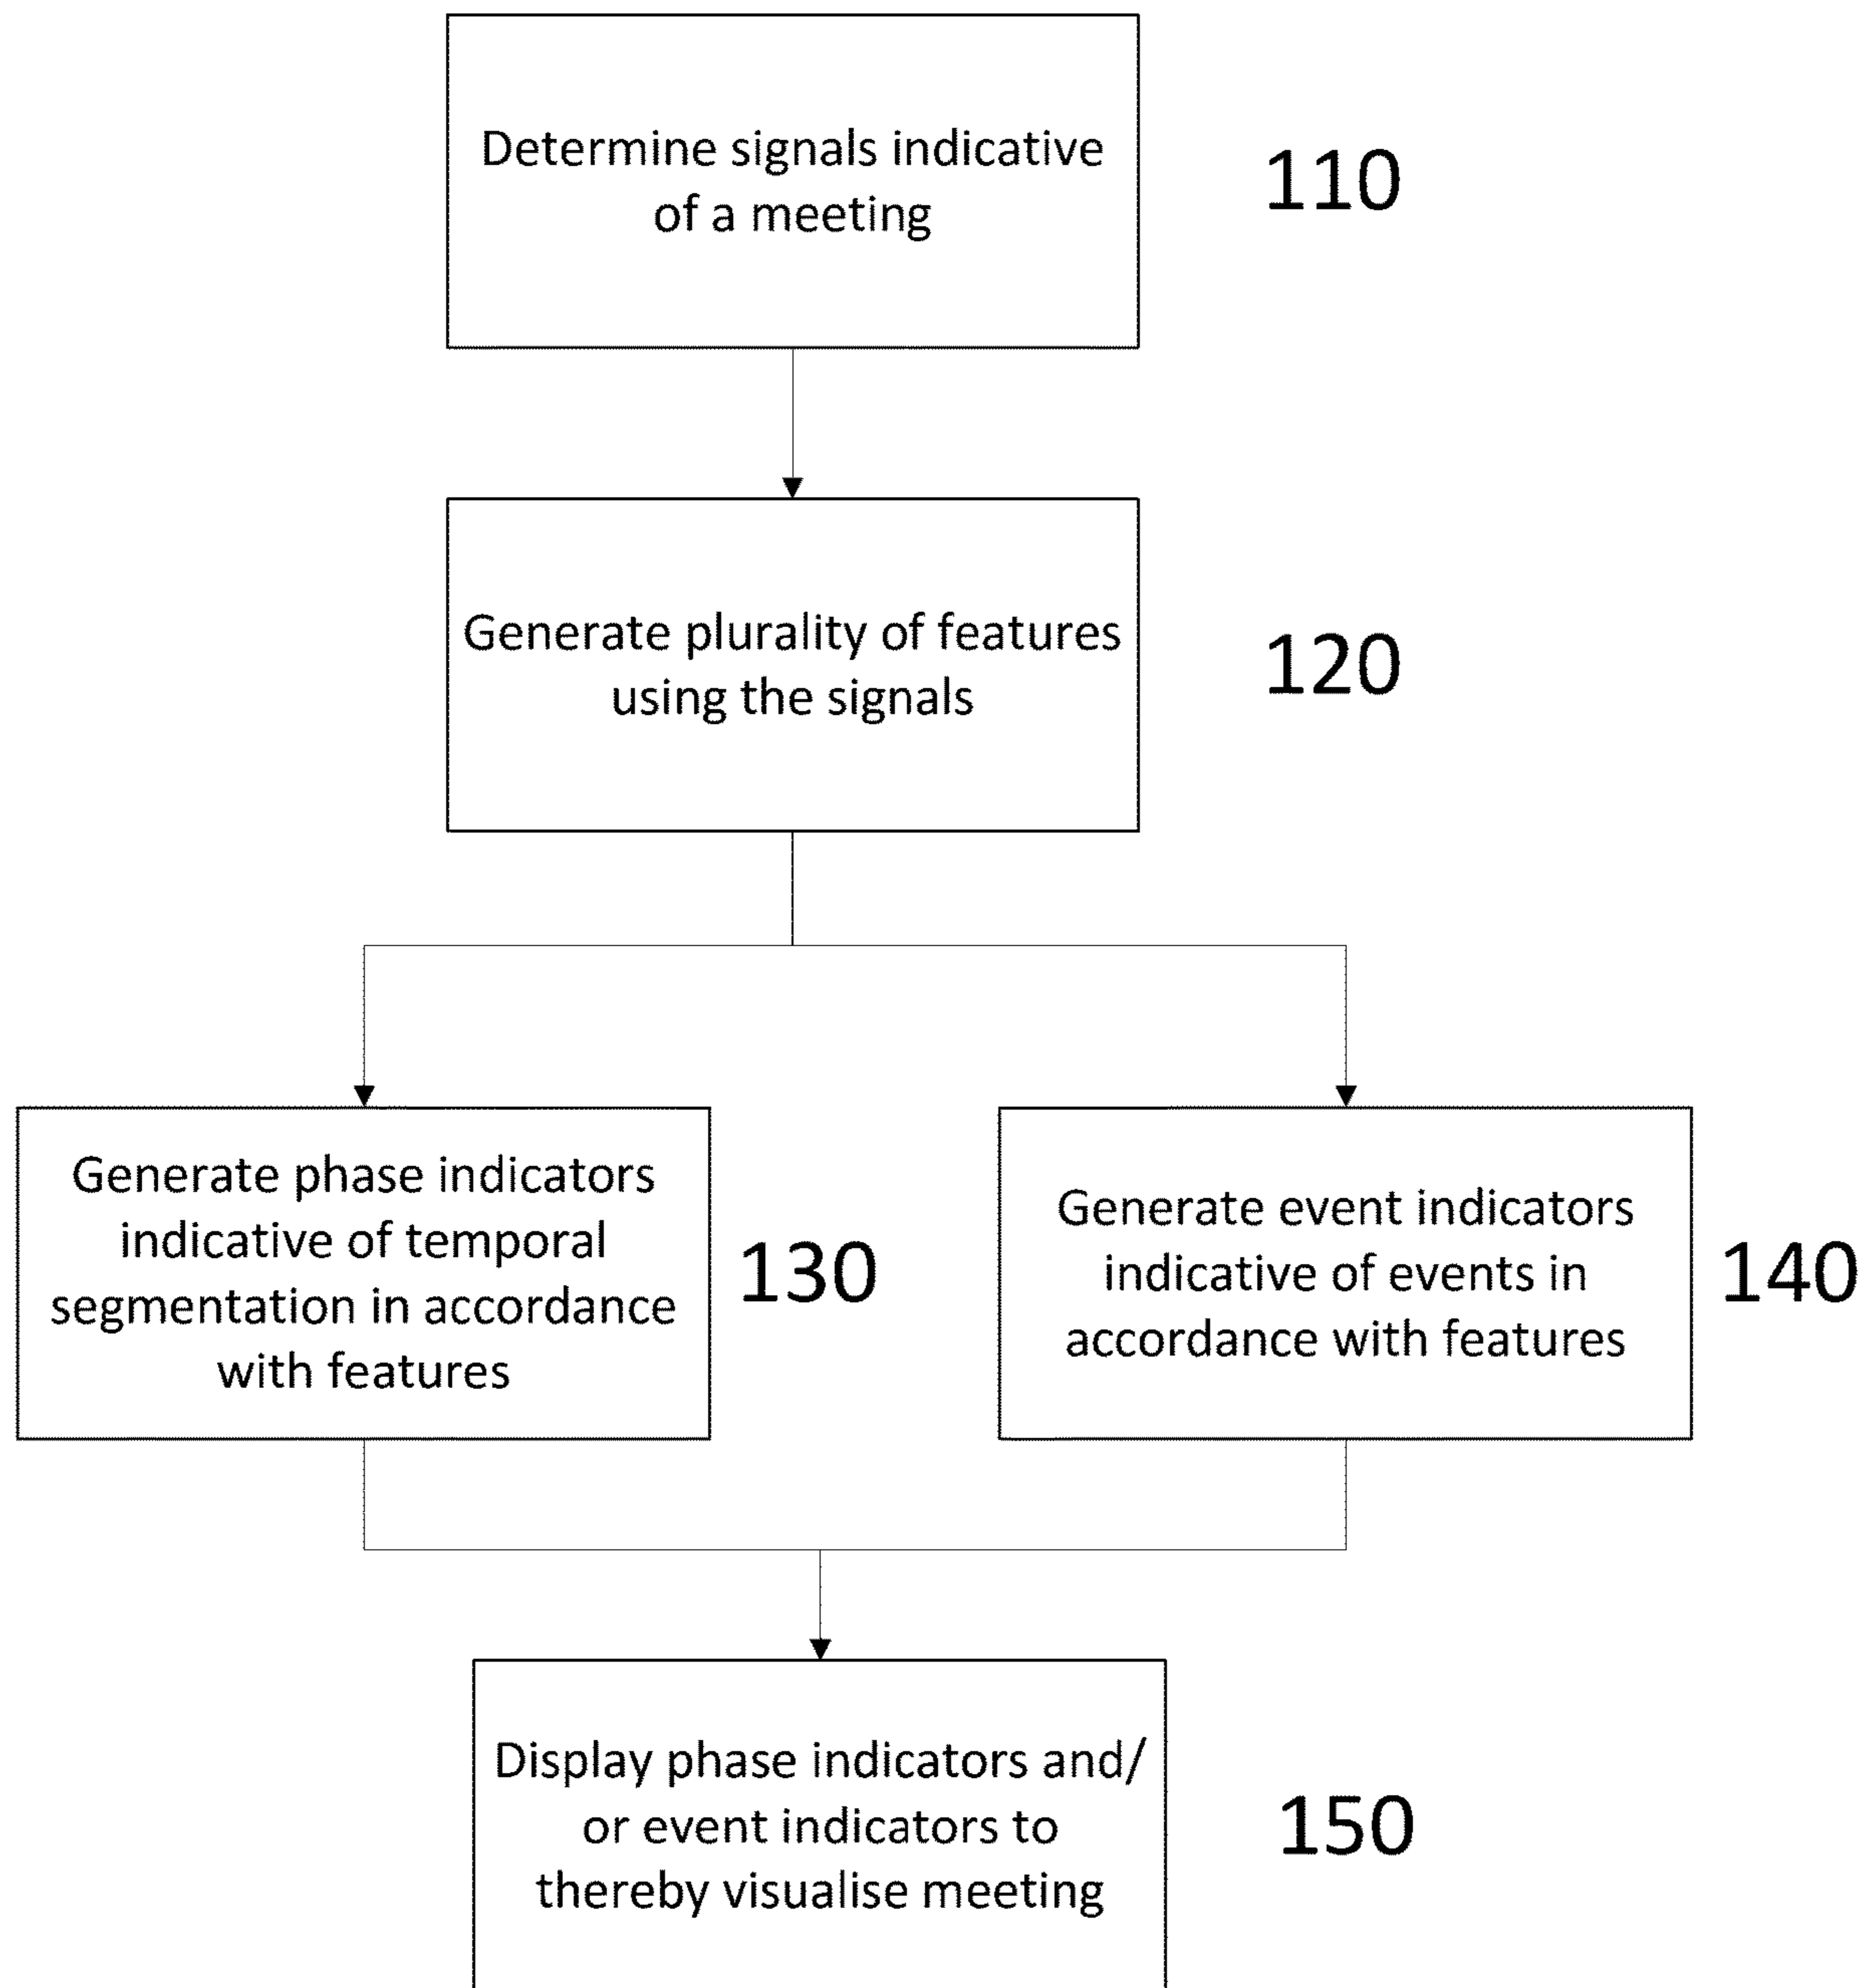 Determine signals indicative
of a meeting
110
Generate plurality of features
using the signals
120
Generate phase indicators
indicative of temporal
segmentation in accordance
with features
130
Generate event indicators
indicative of events in
accordance with features
140
Display phase indicators and/
or event indicators to
thereby visualise meeting
150